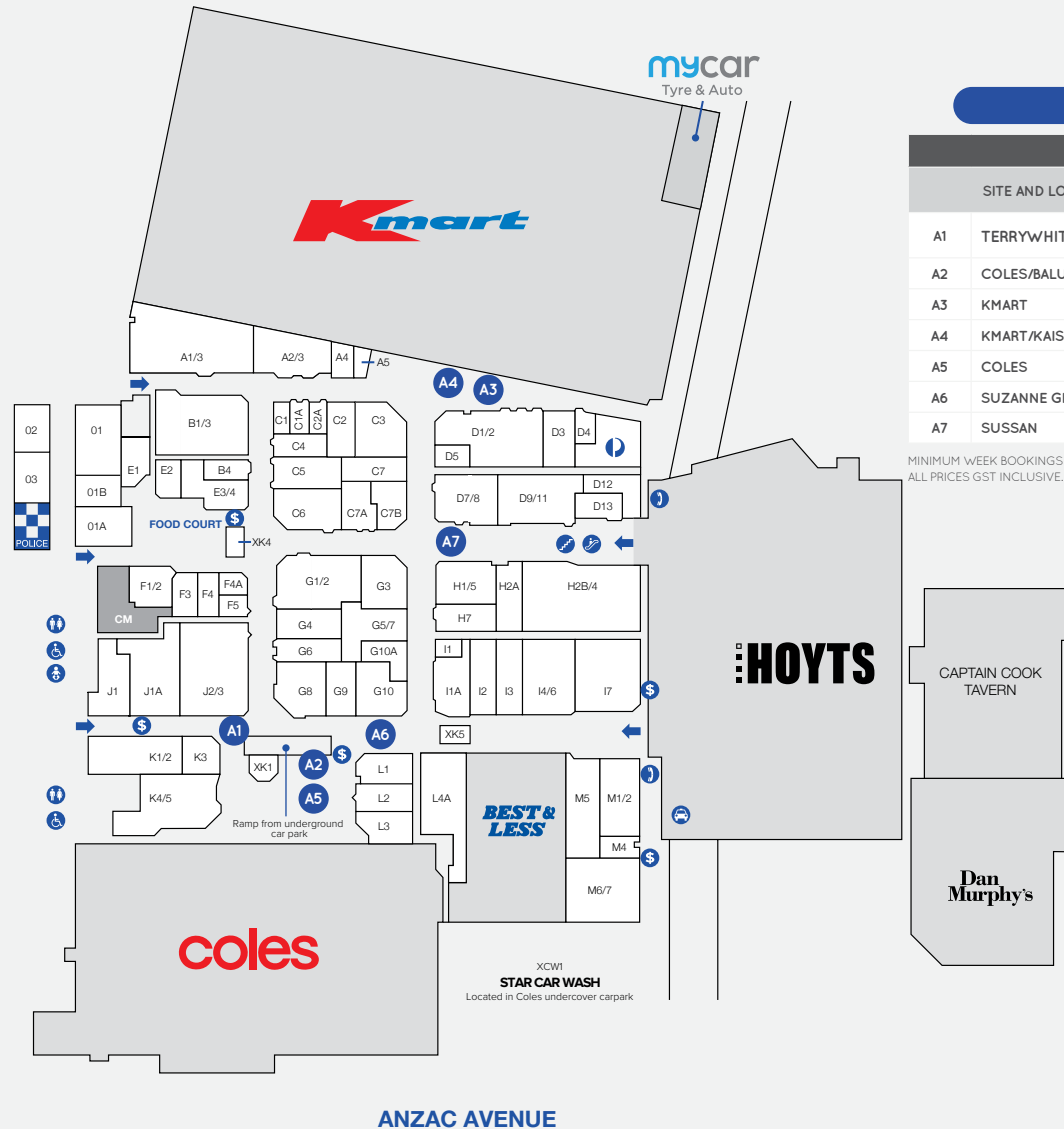 mycar
Tyre & Auto
Kmart
SITE AND LO
A1 TERRYWHIT
A2 COLES/BALU
A3 KMART
A4 KMART/KAIS
A5 COLES
A6 SUZANNE GR
A7 SUSSAN
MINIMUM WEEK BOOKINGS
ALL PRICES GST INCLUSIVE.
A1/3 A2/3 A4 A5
A4 A3
02 01 B1/3 C1 C1A C2A C2 C3 D1/2 D3 D4
C4 D5
03 E1 E2 B4 C5 C7
01B E3/4 D7/8 D9/11 D12
01A C6 C7A C7B D13
FOOD COURT $
POLICE XK4 A7
F1/2 F3 F4 F4A G1/2 G3 H1/5 H2A H2B/4
F5
CM G4 G5/7 H7
G6 G10A I1
J1 J1A J2/3 G8 G9 G10 I1A I2 I3 I4/6 I7 $
HOYTS
CAPTAIN COOK
TAVERN
$ A1 A6 XK5
K1/2 K3 XK1 $ A2 L1
K4/5 A5 L2 L4A M5 M1/2
BEST &
LESS
Ramp from underground
car park
L3 M4 $
M6/7
Dan
Murphy's
coles
XCW1
STAR CAR WASH
Located in Coles undercover carpark
ANZAC AVENUE